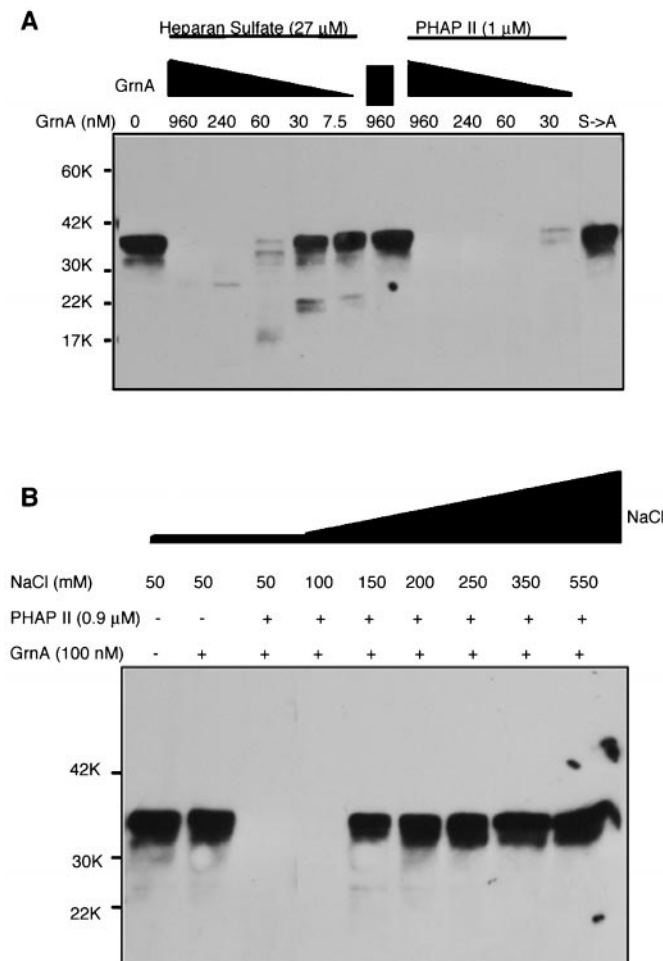 A
Heparan Sulfate (27 µM) PHAP II (1 µM)
GrnA
GrnA (nM) 0 960 240 60 30 7.5 960 960 240 60 30 S->A
60K
42K
30K
22K
17K
B
NaCl
NaCl (mM) 50 50 50 100 150 200 250 350 550
PHAP II (0.9 µM) - - + + + + + + +
GrnA (100 nM) - + + + + + + + +
42K
30K
22K